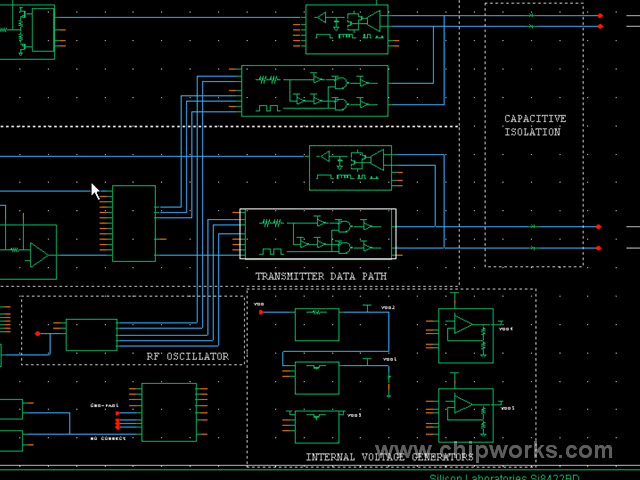 CAPACITIVE
ISOLATION
TRANSMITTER DATA PATH
RF OSCILLATOR
INTERNAL VOLTAGE GENERATORS
www.chipworks.com
Silicon Laboratories Si8422BD